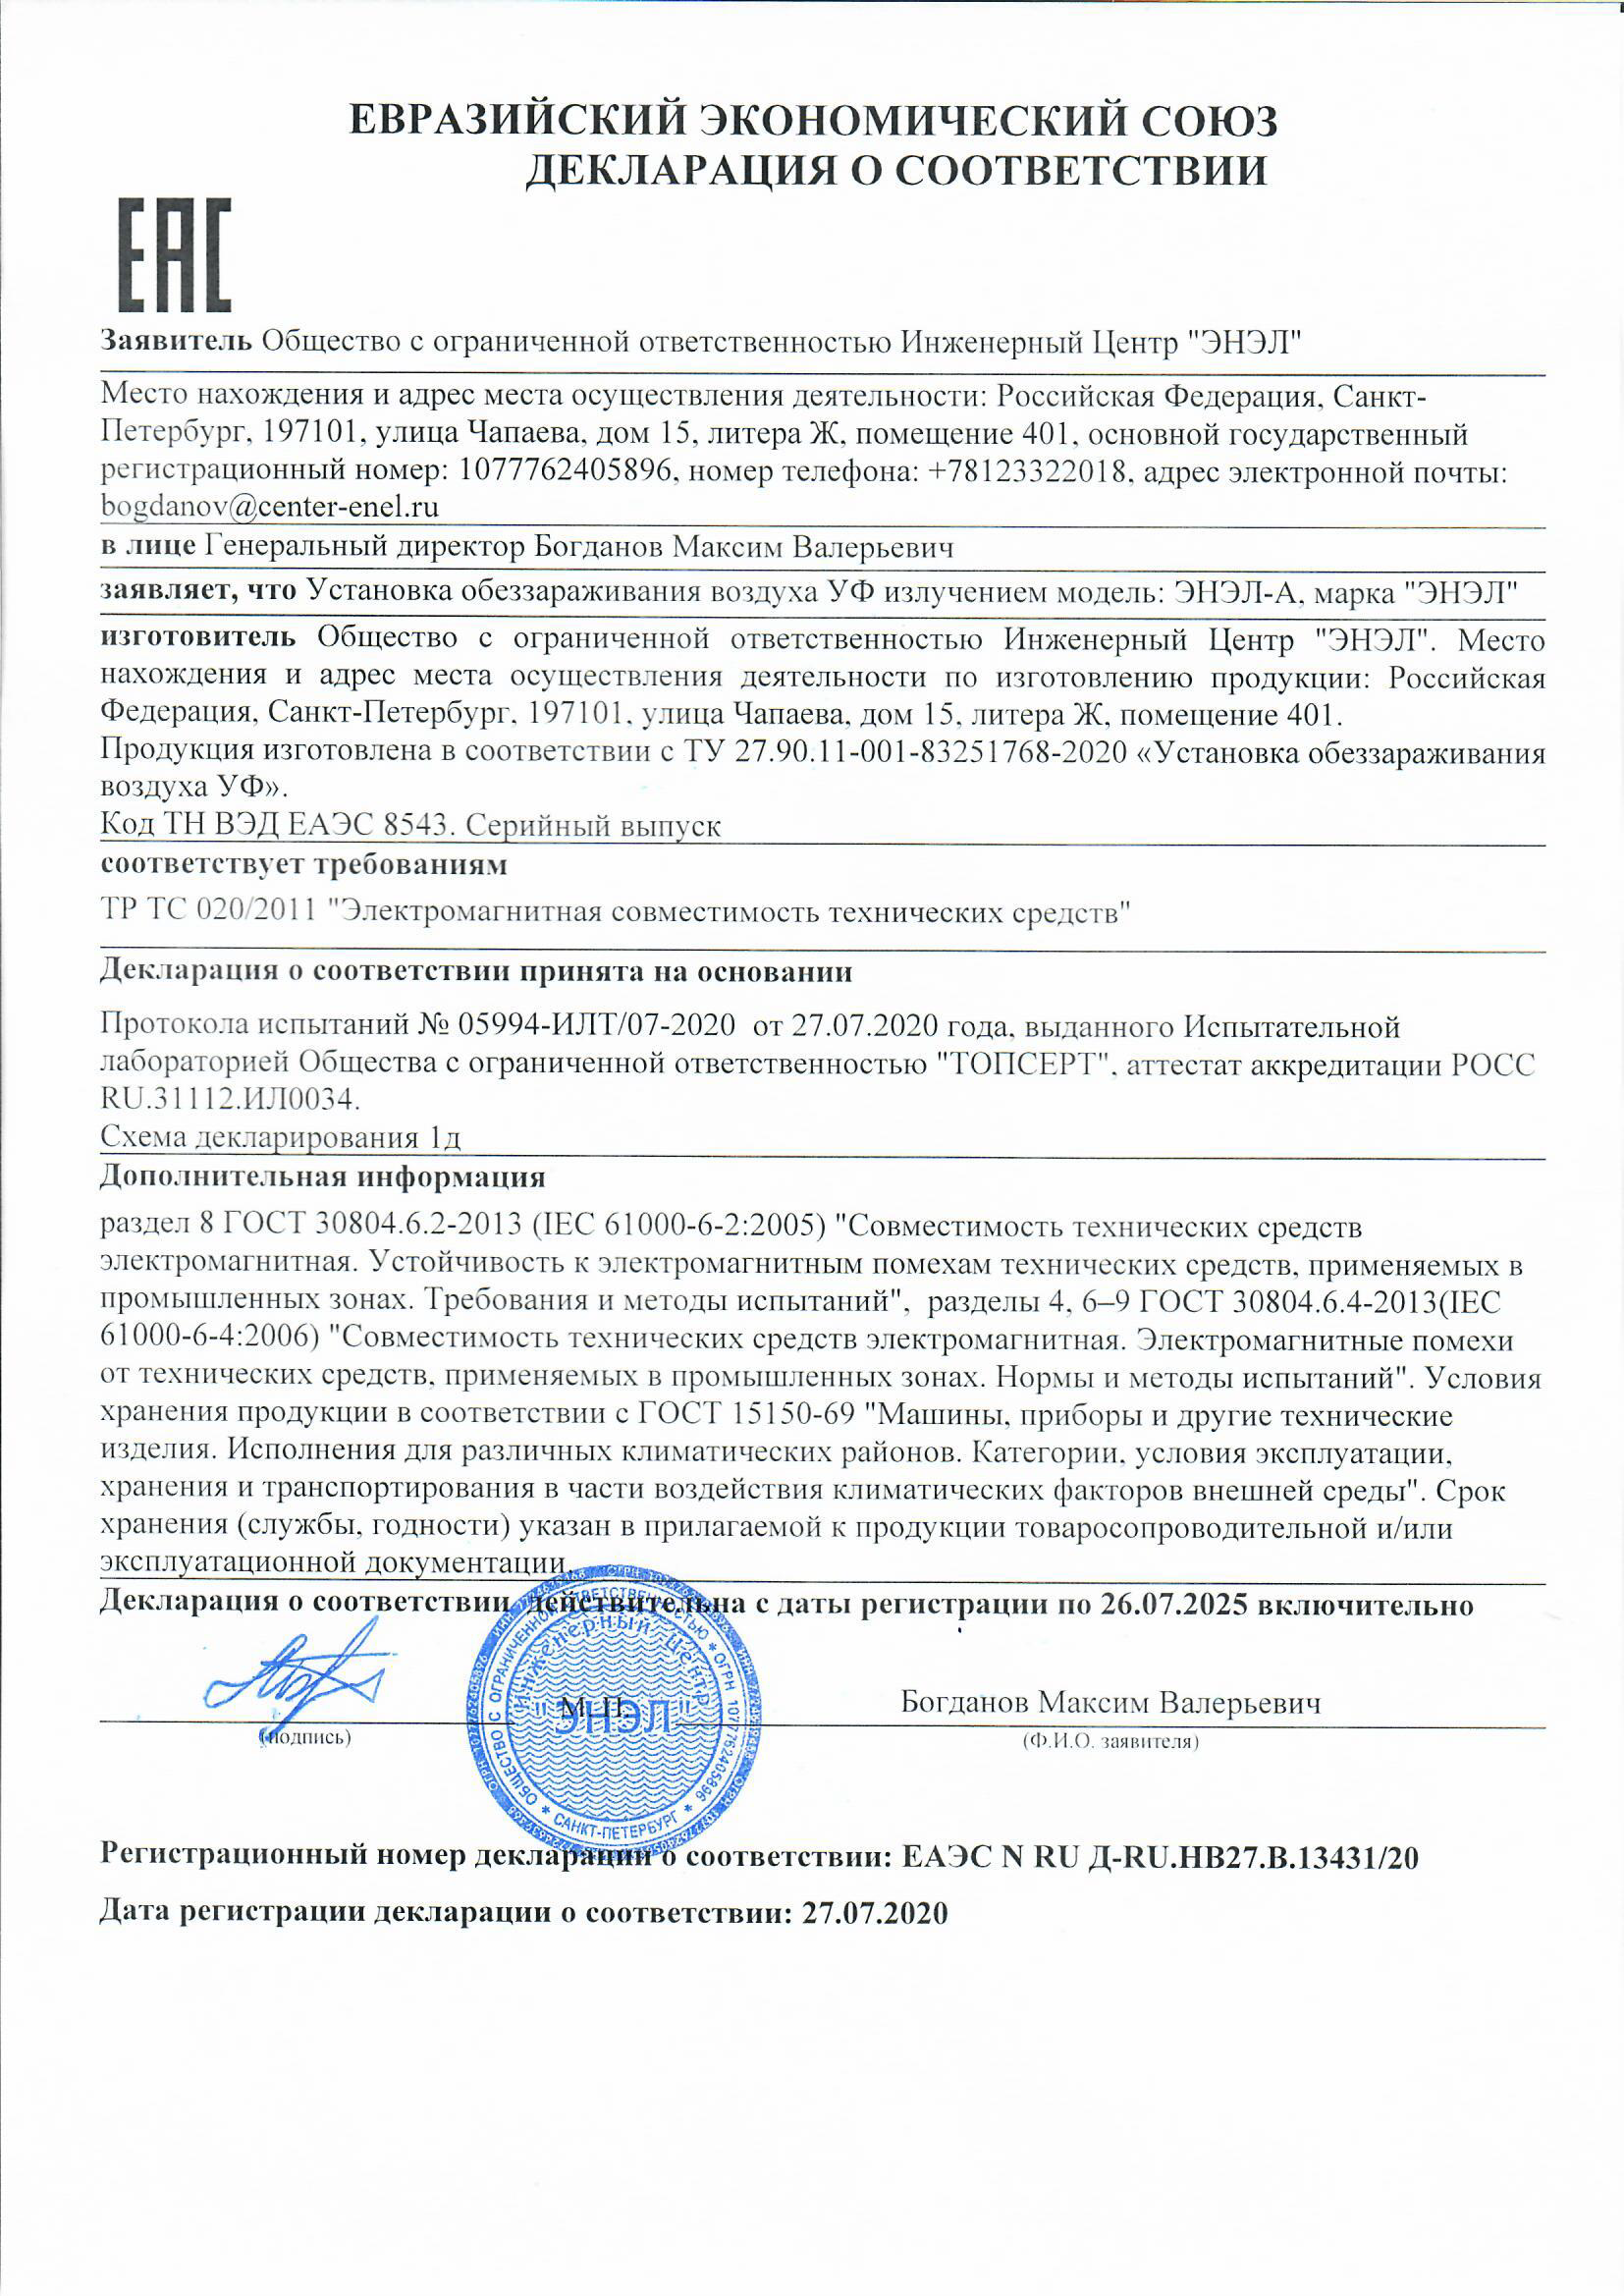 ЕВРАЗИЙСКИЙ ЭКОНОМИЧЕСКИЙ СОЮЗ
ДЕКЛАРАЦИЯ О СООТВЕТСТВИИ
ЕАС
Заявитель Общество с ограниченной ответственностью Инженерный Центр "ЭНЭЛ"
Место нахождения и адрес места осуществления деятельности: Российская Федерация, Санкт-
Петербург, 197101, улица Чапаева, дом 15, литера Ж, помещение 401, основной государственный
регистрационный номер: 1077762405896, номер телефона: +78123322018, адрес электронной почты:
bogdanov@center-enel.ru
в лице Генеральный директор Богданов Максим Валерьевич
заявляет, что Установка обеззараживания воздуха УФ излучением модель: ЭНЭЛ-А, марка "ЭНЭЛ"
изготовитель Общество с ограниченной ответственностью Инженерный Центр "ЭНЭЛ". Место
нахождения и адрес места осуществления деятельности по изготовлению продукции: Российская
Федерация, Санкт-Петербург, 197101, улица Чапаева, дом 15, литера Ж, помещение 401.
Продукция изготовлена в соответствии с ТУ 27.90.11-001-83251768-2020 «Установка обеззараживания
воздуха УФ».
Код ТН ВЭД ЕАЭС 8543. Серийный выпуск
соответствует требованиям
ТР ТС 020/2011 "Электромагнитная совместимость технических средств"
Декларация о соответствии принята на основании
Протокола испытаний № 05994-ИЛТ/07-2020 от 27.07.2020 года, выданного Испытательной
лабораторией Общества с ограниченной ответственностью "ТОПСЕРТ", аттестат аккредитации РОСС
RU.31112.ИЛ0034.
Схема декларирования 1д
Дополнительная информация
раздел 8 ГОСТ 30804.6.2-2013 (IEC 61000-6-2:2005) "Совместимость технических средств
электромагнитная. Устойчивость к электромагнитным помехам технических средств, применяемых в
промышленных зонах. Требования и методы испытаний", разделы 4, 6–9 ГОСТ 30804.6.4-2013(IEC
61000-6-4:2006) "Совместимость технических средств электромагнитная. Электромагнитные помехи
от технических средств, применяемых в промышленных зонах. Нормы и методы испытаний". Условия
хранения продукции в соответствии с ГОСТ 15150-69 "Машины, приборы и другие технические
изделия. Исполнения для различных климатических районов. Категории, условия эксплуатации,
хранения и транспортирования в части воздействия климатических факторов внешней среды". Срок
хранения (службы, годности) указан в прилагаемой к продукции товаросопроводительной и/или
эксплуатационной документации.
Декларация о соответствии действительна с даты регистрации по 26.07.2025 включительно
М.П.
Богданов Максим Валерьевич
(подпись)
(Ф.И.О. заявителя)
ОБЩЕСТВО С ОГРАНИЧЕННОЙ ОТВЕТСТВЕННОСТЬЮ * ОГРН 1077762405896 * САНКТ-ПЕТЕРБУРГ *
Инженерный центр
"ЭНЭЛ"
Регистрационный номер декларации о соответствии: ЕАЭС N RU Д-RU.НВ27.В.13431/20
Дата регистрации декларации о соответствии: 27.07.2020